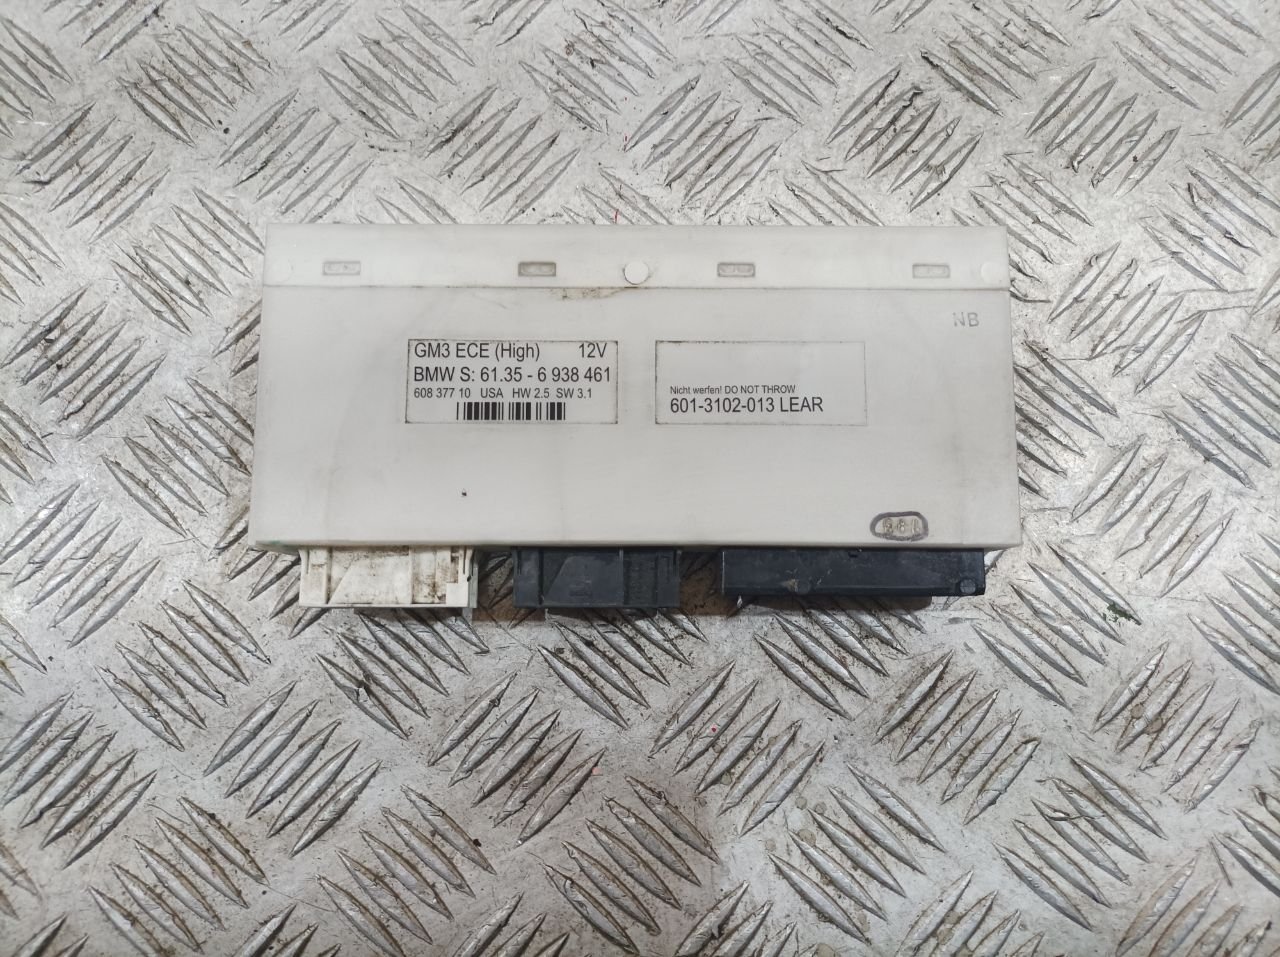 NB
GM3 ECE (High) 12V
BMW S: 61.35 - 6 938 461
608 377 10 USA HW 2.5 SW 3.1
Nicht werfen! DO NOT THROW
601-3102-013 LEAR